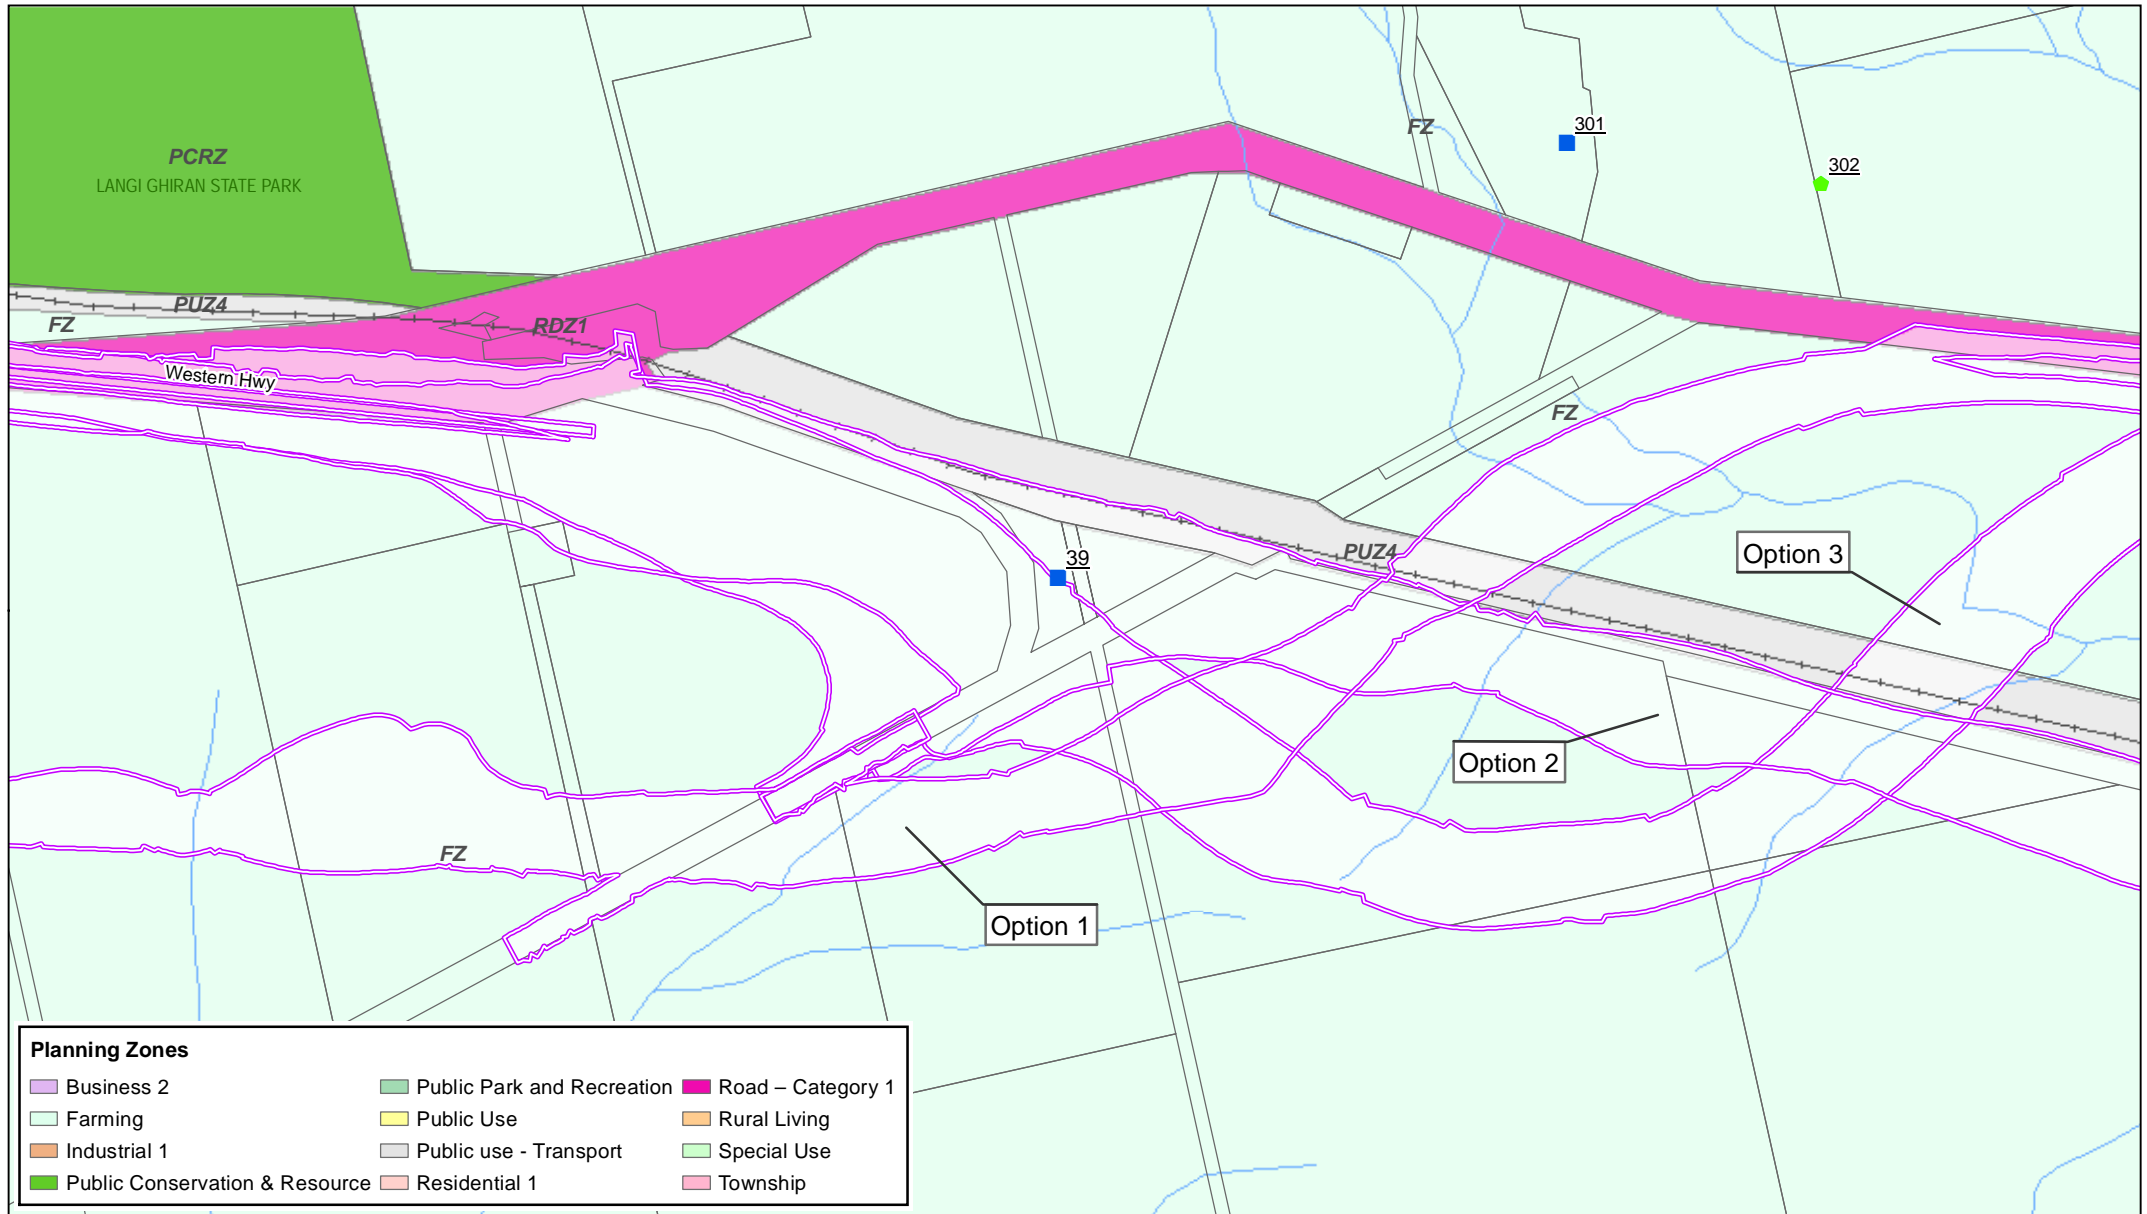 FZ
301
PCRZ
302
LANGI GHIRAN STATE PARK
PUZ4
FZ
RDZ1
Western Hwy
FZ
39
PUZ4
Option 3
Option 2
FZ
Option 1
Planning Zones
Business 2
Farming
Industrial 1
Public Conservation & Resource
Public Park and Recreation
Public Use
Public use - Transport
Residential 1
Road – Category 1
Rural Living
Special Use
Township